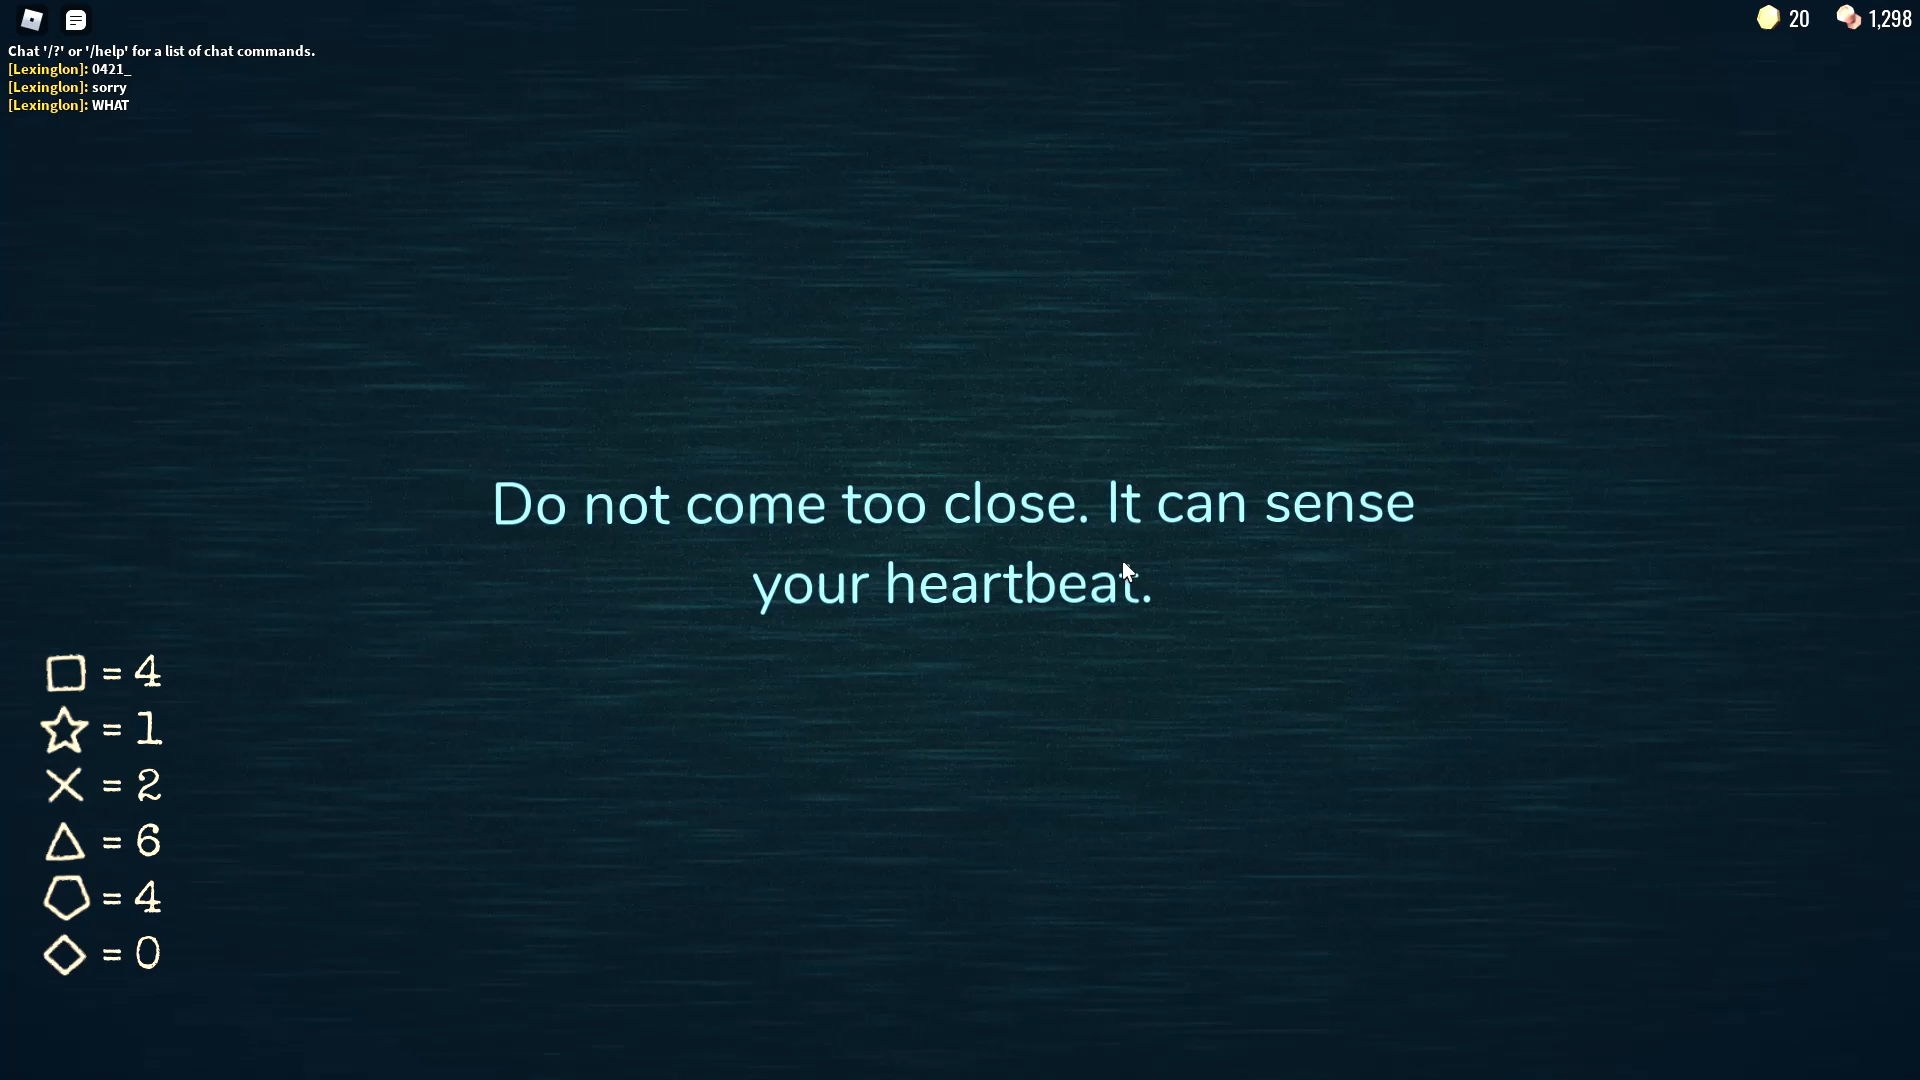 20 1,298
Chat '/?' or '/help' for a list of chat commands.
[Lexinglon]: 0421_
[Lexinglon]: sorry
[Lexinglon]: WHAT
Do not come too close. It can sense
your heartbeat.
□ = 4
☆ = 1
✕ = 2
△ = 6
⬠ = 4
◇ = 0